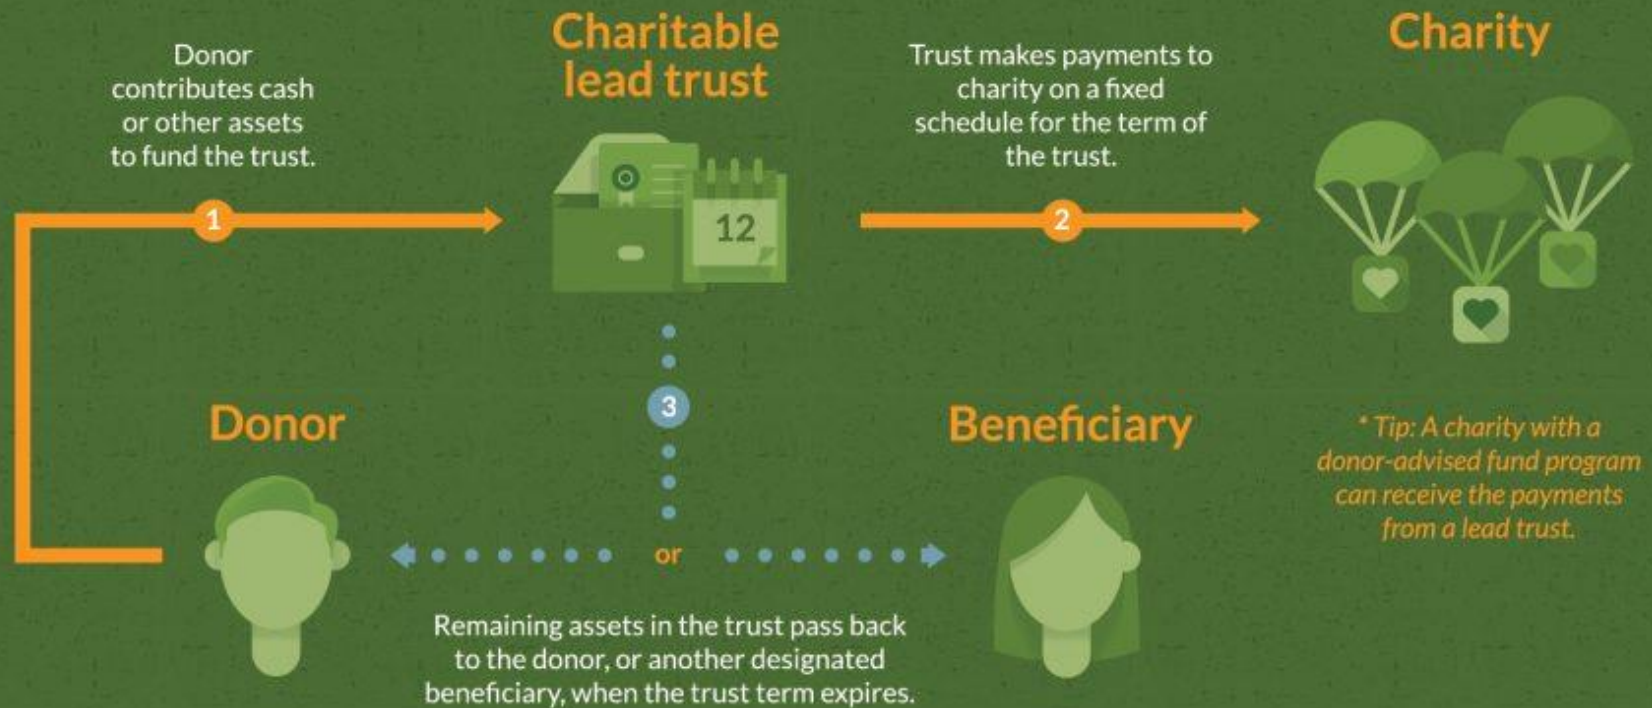 Donor
contributes cash
or other assets
to fund the trust.
1
Charitable
lead trust
12
Trust makes payments to
charity on a fixed
schedule for the term of
the trust.
2
Charity
3
Donor
or
Beneficiary
Remaining assets in the trust pass back
to the donor, or another designated
beneficiary, when the trust term expires.
* Tip: A charity with a
donor-advised fund program
can receive the payments
from a lead trust.